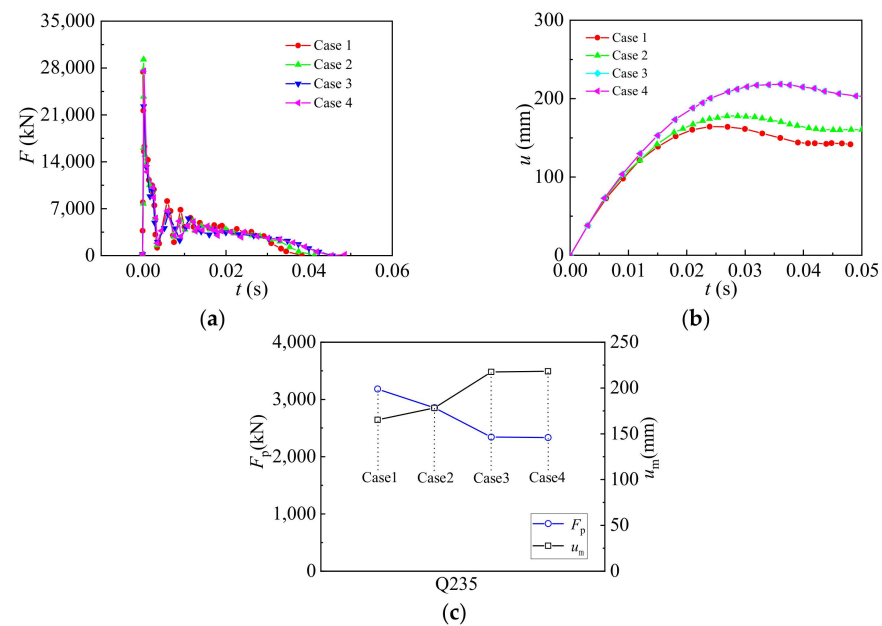 35,000
28,000
21,000
14,000
7,000
0
F (kN)
Case 1
Case 2
Case 3
Case 4
0.00
0.02
0.04
0.06
t (s)
(a)
300
200
100
0
u (mm)
Case 1
Case 2
Case 3
Case 4
0.00
0.01
0.02
0.03
0.04
0.05
t (s)
(b)
4,000
3,000
2,000
1,000
0
Fp(kN)
Case1
Case2
Case3
Case4
Fp
um
250
200
150
100
50
0
um(mm)
Q235
(c)